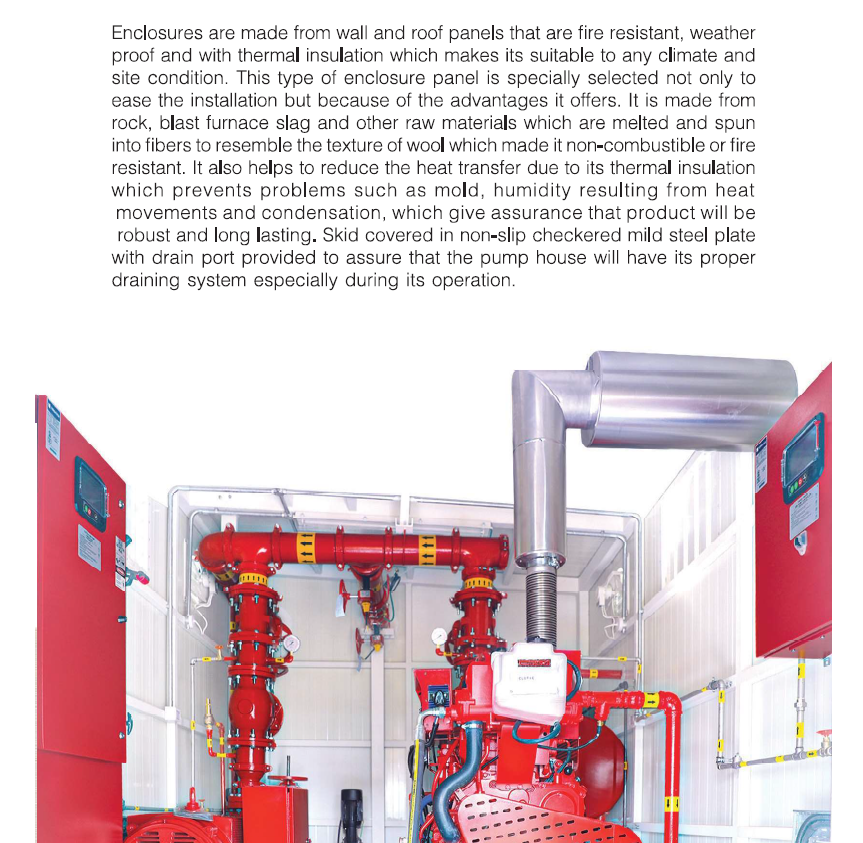 Enclosures are made from wall and roof panels that are fire resistant, weather
proof and with thermal insulation which makes its suitable to any climate and
site condition. This type of enclosure panel is specially selected not only to
ease the installation but because of the advantages it offers. It is made from
rock, blast furnace slag and other raw materials which are melted and spun
into fibers to resemble the texture of wool which made it non-combustible or fire
resistant. It also helps to reduce the heat transfer due to its thermal insulation
which prevents problems such as mold, humidity resulting from heat
movements and condensation, which give assurance that product will be
robust and long lasting. Skid covered in non-slip checkered mild steel plate
with drain port provided to assure that the pump house will have its proper
draining system especially during its operation.